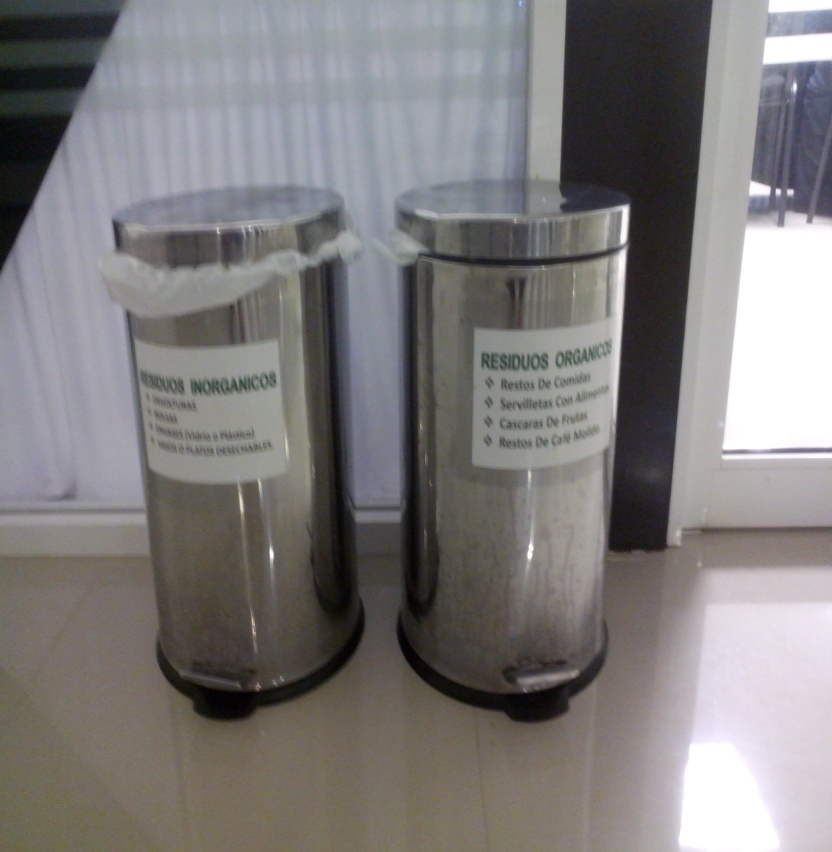 RESIDUOS INORGANICOS
ENVOLTURAS
BOLSAS
ENVASES (Vidrio o Plástico)
VASOS O PLATOS DESECHABLES.
RESIDUOS ORGANICOS
Restos De Comidas
Servilletas Con Alimentos
Cascaras De Frutas
Restos De Café Molido.